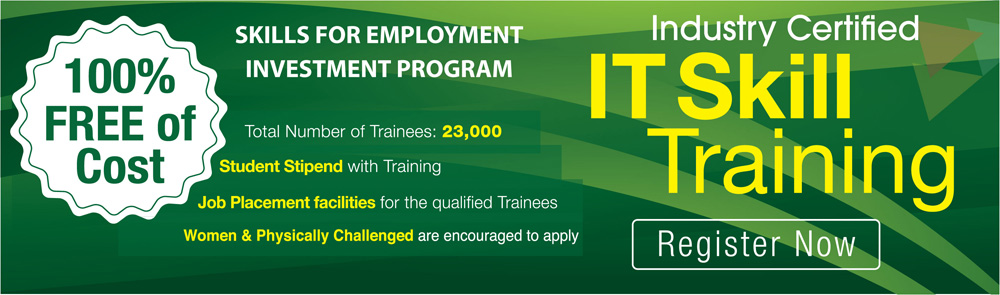 100%
FREE of
Cost
SKILLS FOR EMPLOYMENT
INVESTMENT PROGRAM
Total Number of Trainees: 23,000
Student Stipend with Training
Job Placement facilities for the qualified Trainees
Women & Physically Challenged are encouraged to apply
Industry Certified
IT Skill
Training
Register Now